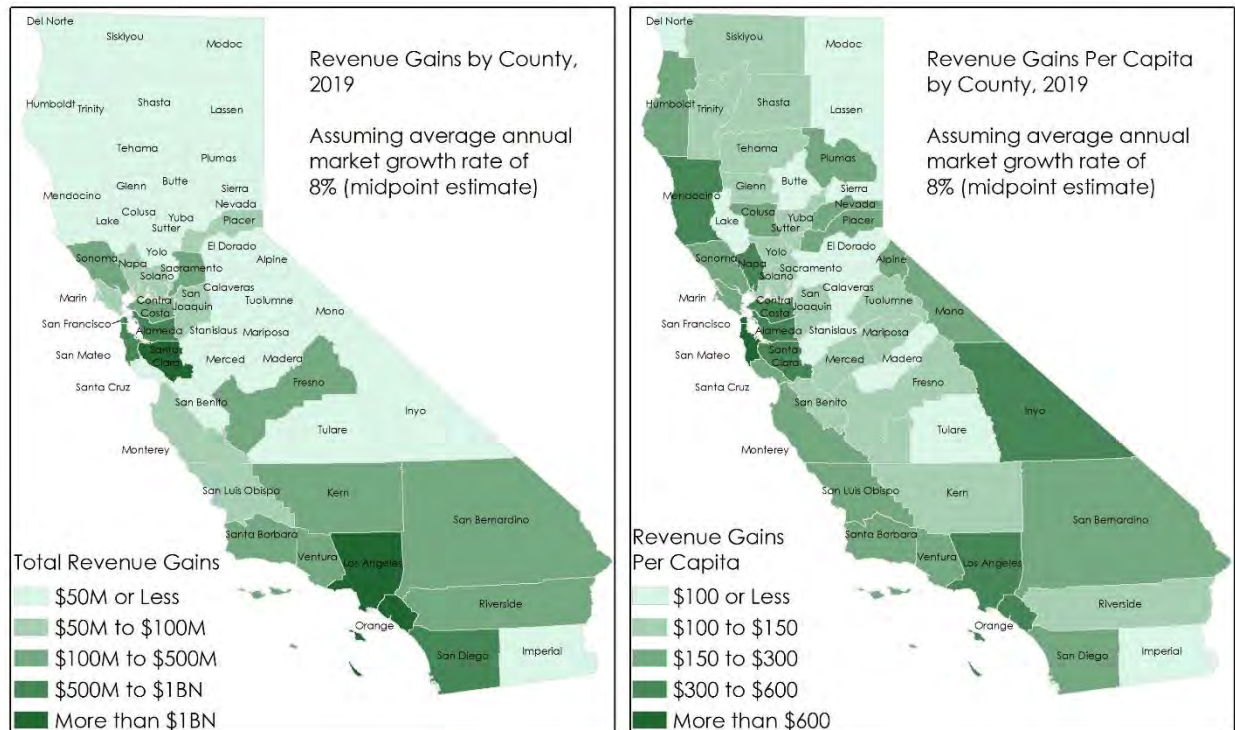 Del Norte
Siskiyou
Modoc
Revenue Gains by County,
2019
Humboldt
Trinity
Shasta
Lassen
Assuming average annual
market growth rate of
8% (midpoint estimate)
Tehama
Plumas
Mendocino
Glenn
Butte
Sierra
Nevada
Lake
Colusa
Yuba
Sutter
Placer
Yolo
El Dorado
Sonoma
Napa
Sacramento
Alpine
Solano
Marin
Contra
Costa
San
Joaquin
Calaveras
Tuolumne
San Francisco
Alameda
Stanislaus
Mariposa
Mono
San Mateo
Santa
Clara
Merced
Madera
Santa Cruz
Fresno
San Benito
Inyo
Monterey
Tulare
San Luis Obispo
Kern
San Bernardino
Santa Barbara
Ventura
Los Angeles
Total Revenue Gains
$50M or Less
$50M to $100M
$100M to $500M
$500M to $1BN
More than $1BN
Riverside
Orange
San Diego
Imperial
Del Norte
Siskiyou
Modoc
Revenue Gains Per Capita
by County, 2019
Humboldt
Trinity
Shasta
Lassen
Assuming average annual
market growth rate of
8% (midpoint estimate)
Tehama
Plumas
Mendocino
Glenn
Butte
Sierra
Nevada
Lake
Colusa
Yuba
Sutter
Placer
Yolo
El Dorado
Sonoma
Napa
Sacramento
Alpine
Solano
Marin
Contra
Costa
San
Joaquin
Calaveras
Tuolumne
San Francisco
Alameda
Stanislaus
Mariposa
Mono
San Mateo
Santa
Clara
Merced
Madera
Santa Cruz
Fresno
San Benito
Inyo
Monterey
Tulare
San Luis Obispo
Kern
San Bernardino
Santa Barbara
Ventura
Los Angeles
Revenue Gains
Per Capita
$100 or Less
$100 to $150
$150 to $300
$300 to $600
More than $600
Riverside
Orange
San Diego
Imperial